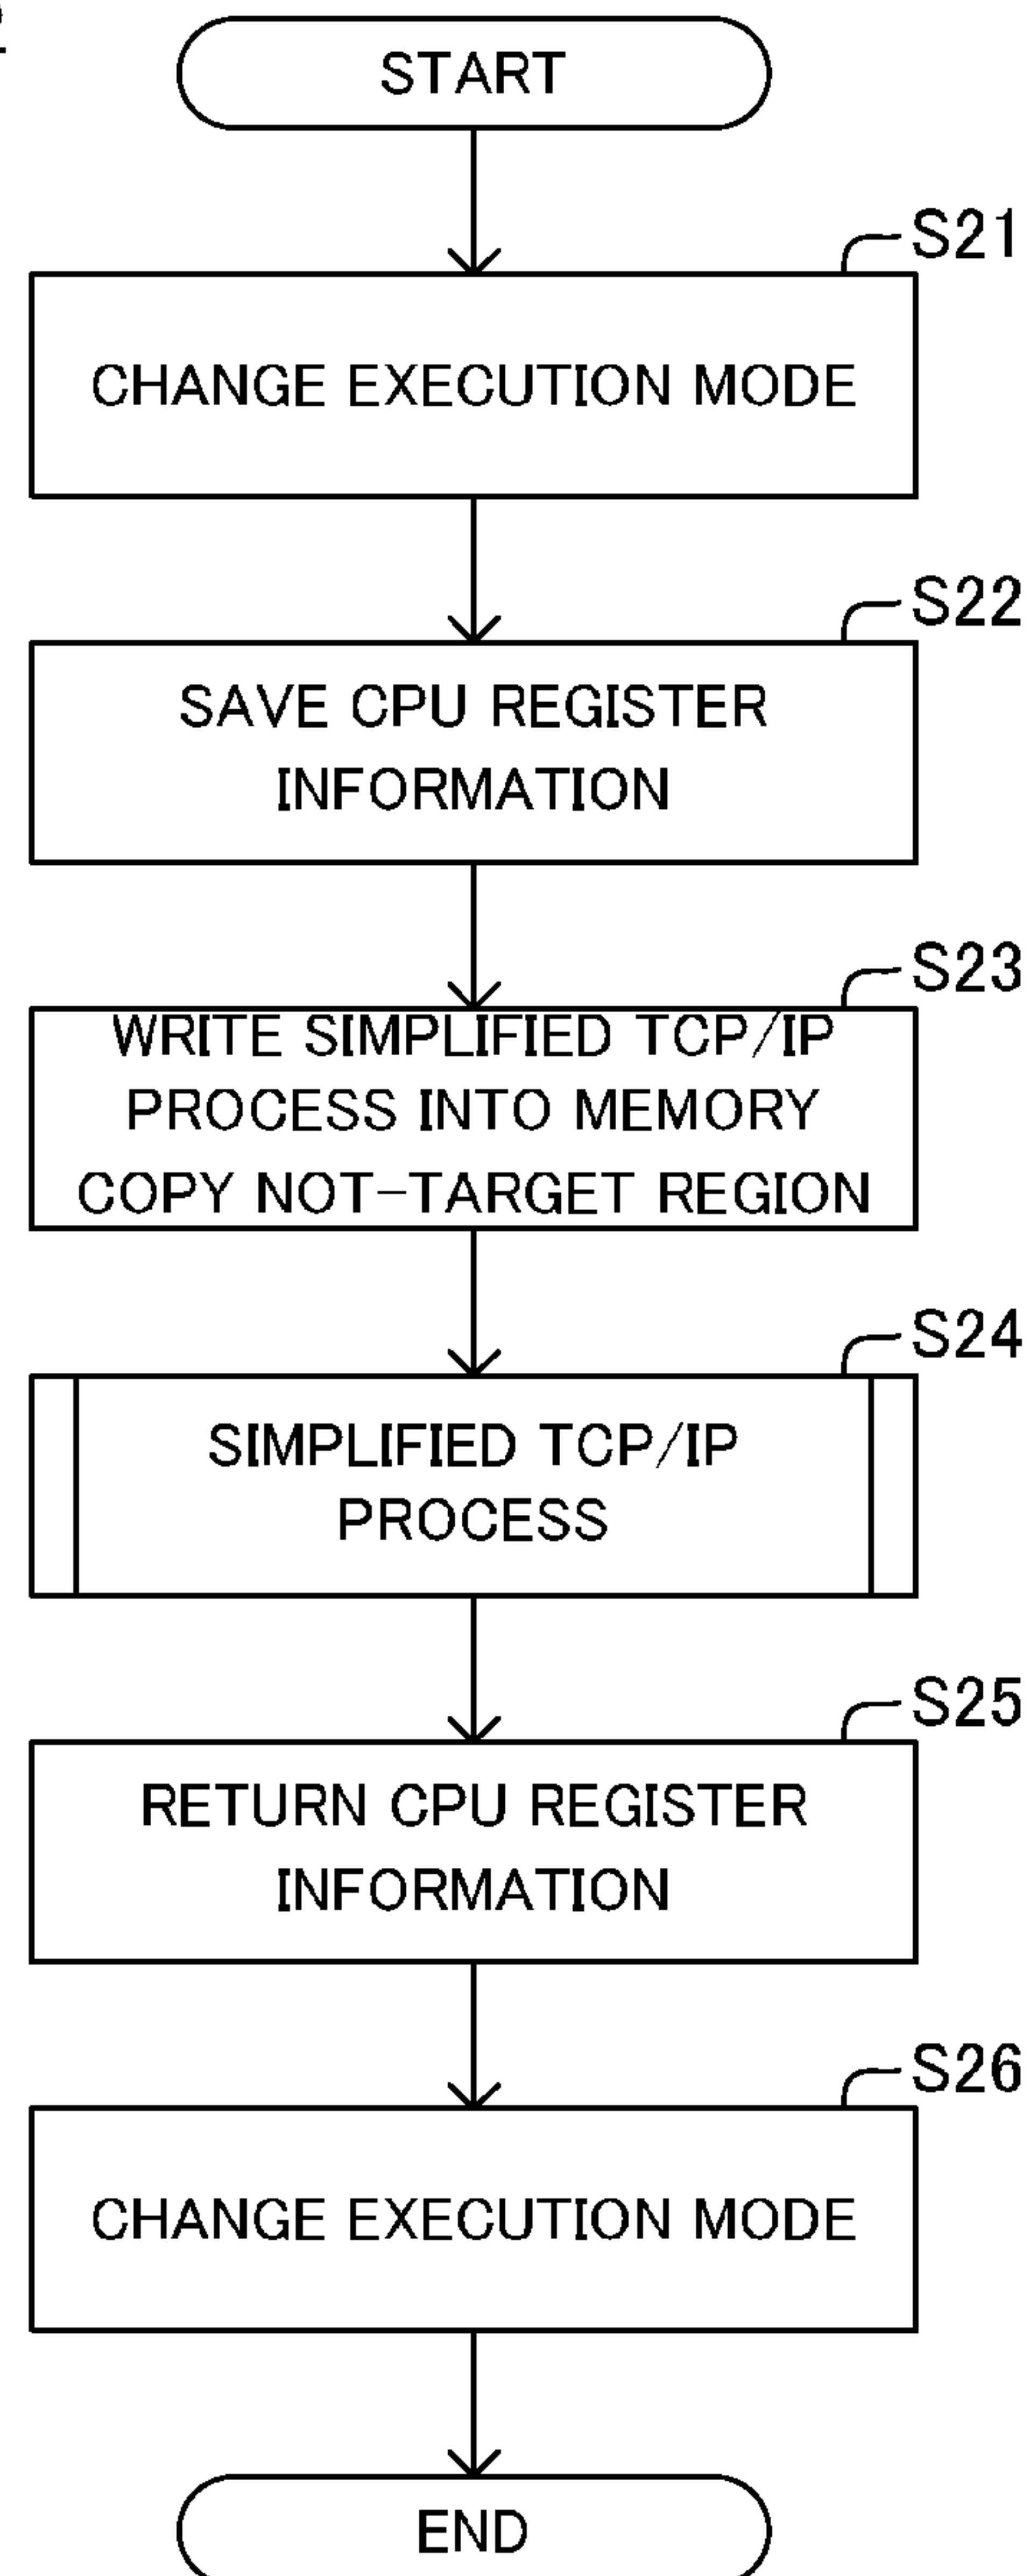 START
S21
CHANGE EXECUTION MODE
S22
SAVE CPU REGISTER
INFORMATION
S23
WRITE SIMPLIFIED TCP/IP
PROCESS INTO MEMORY
COPY NOT-TARGET REGION
S24
SIMPLIFIED TCP/IP
PROCESS
S25
RETURN CPU REGISTER
INFORMATION
S26
CHANGE EXECUTION MODE
END